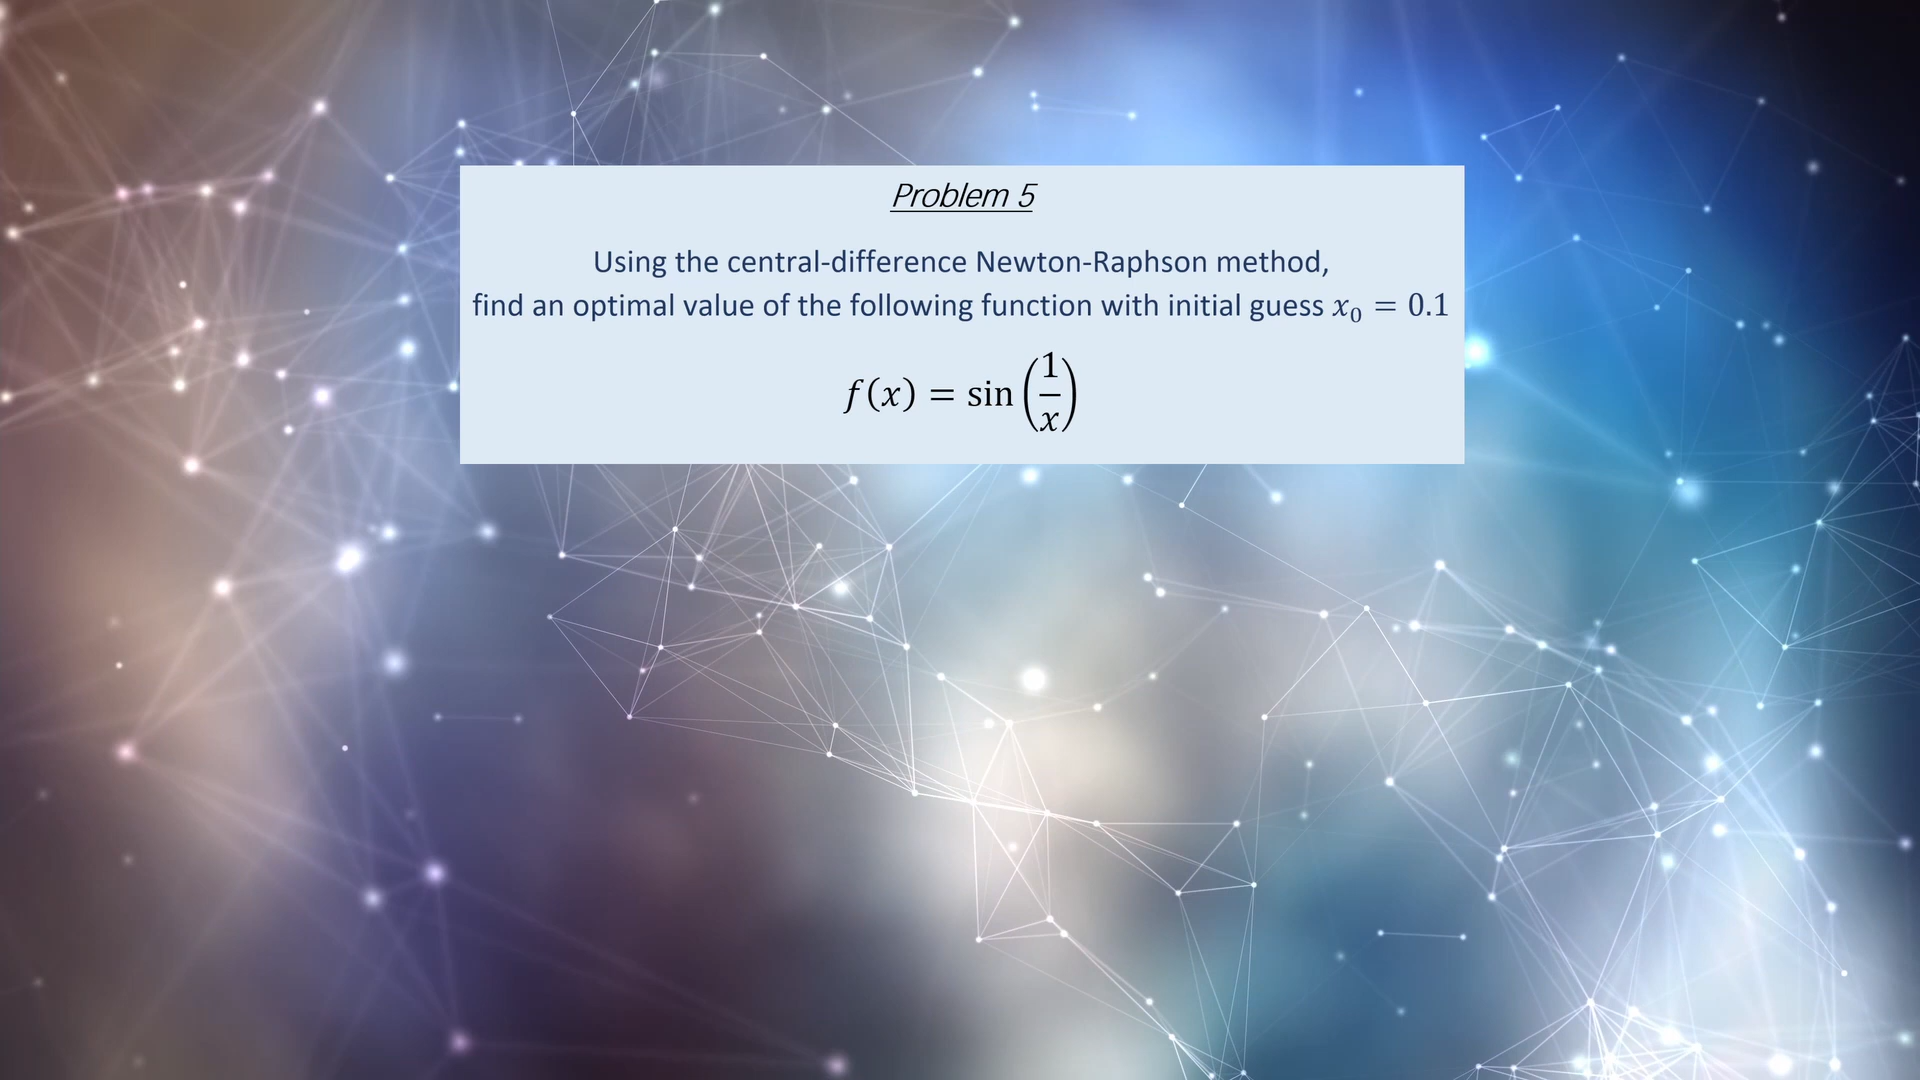 Problem 5
Using the central-difference Newton-Raphson method,
find an optimal value of the following function with initial guess x₀ = 0.1
f(x) = sin(1/x)